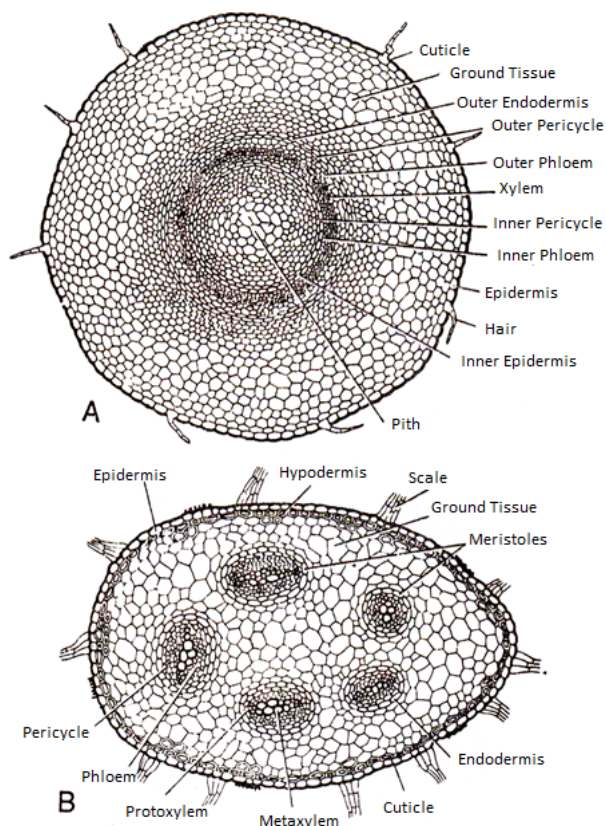 Cuticle
Ground Tissue
Outer Endodermis
Outer Pericycle
Outer Phloem
Xylem
Inner Pericycle
Inner Phloem
Epidermis
Hair
Inner Epidermis
Pith
A
Epidermis
Hypodermis
Scale
Ground Tissue
Meristoles
Pericycle
Phloem
Protoxylem
Metaxylem
Cuticle
Endodermis
B